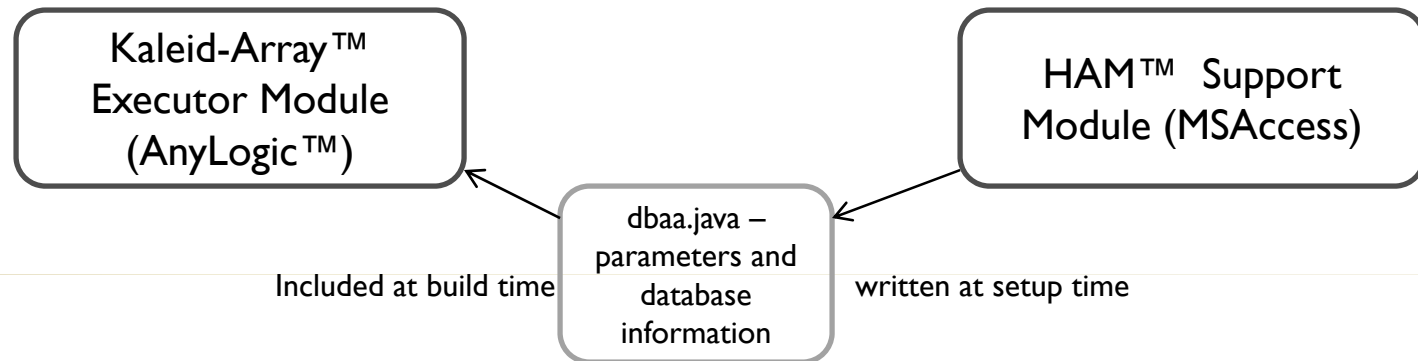 Kaleid-Array™
Executor Module
(AnyLogic™)
HAM™ Support
Module (MSAccess)
dbaa.java –
parameters and
database
information
Included at build time
written at setup time